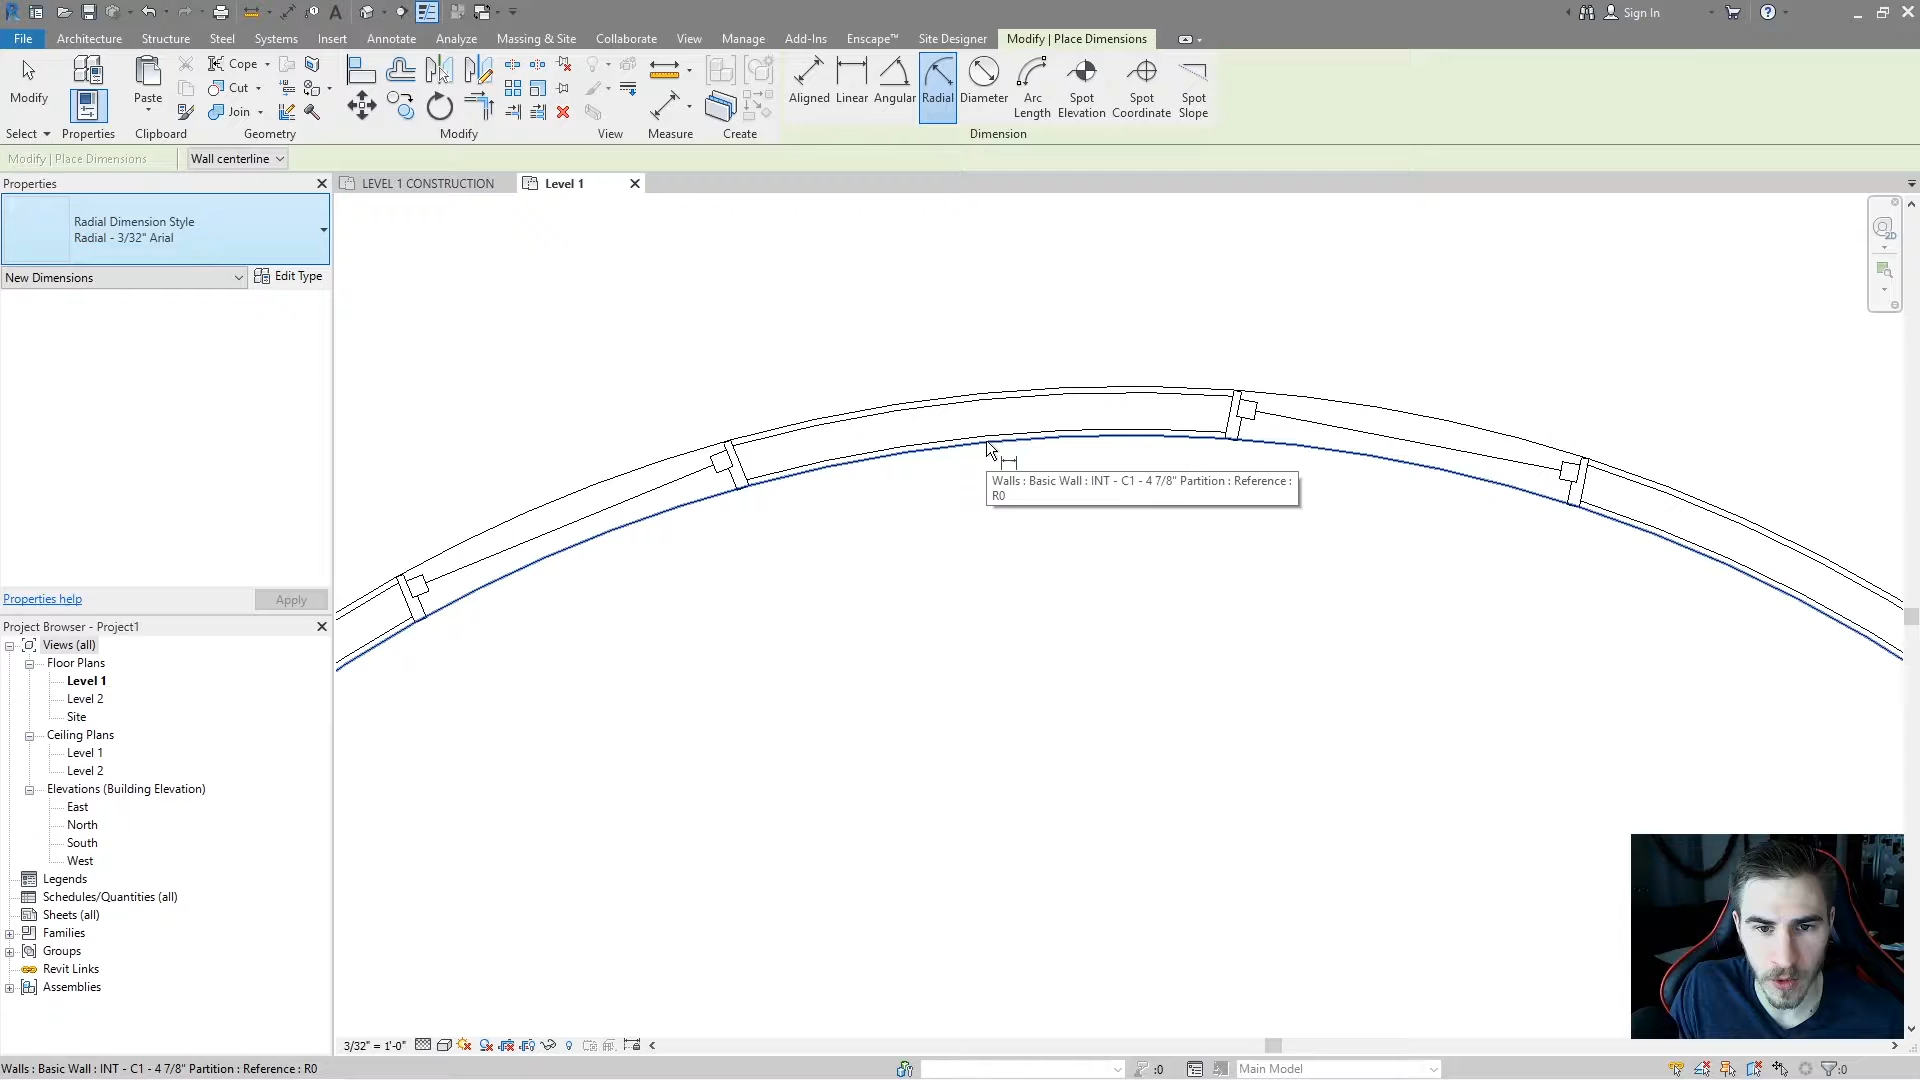 Sign In
File Architecture Structure Steel Systems Insert Annotate Analyze Massing & Site Collaborate View Manage Add-Ins Enscape™ Site Designer Modify | Place Dimensions
Modify
Paste
Cope
Cut
Join
Aligned Linear Angular Radial Diameter Arc Length Spot Elevation Spot Coordinate Spot Slope
Select Properties Clipboard Geometry Modify View Measure Create Dimension
Modify | Place Dimensions Wall centerline
Properties
LEVEL 1 CONSTRUCTION Level 1
Radial Dimension Style
Radial - 3/32" Arial
New Dimensions Edit Type
2D
Walls : Basic Wall : INT - C1 - 4 7/8" Partition : Reference :
R0
Properties help Apply
Project Browser - Project1
Views (all)
Floor Plans
Level 1
Level 2
Site
Ceiling Plans
Level 1
Level 2
Elevations (Building Elevation)
East
North
South
West
Legends
Schedules/Quantities (all)
Sheets (all)
Families
Groups
Revit Links
Assemblies
3/32" = 1'-0"
Walls : Basic Wall : INT - C1 - 4 7/8" Partition : Reference : R0 :0 Main Model :0